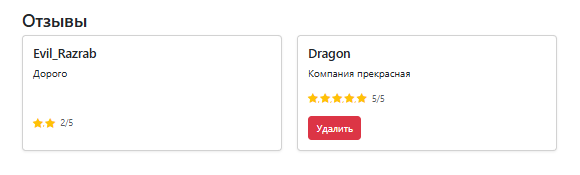 Отзывы
Evil_Razrab
Дорого
2/5
Dragon
Компания прекрасная
5/5
Удалить